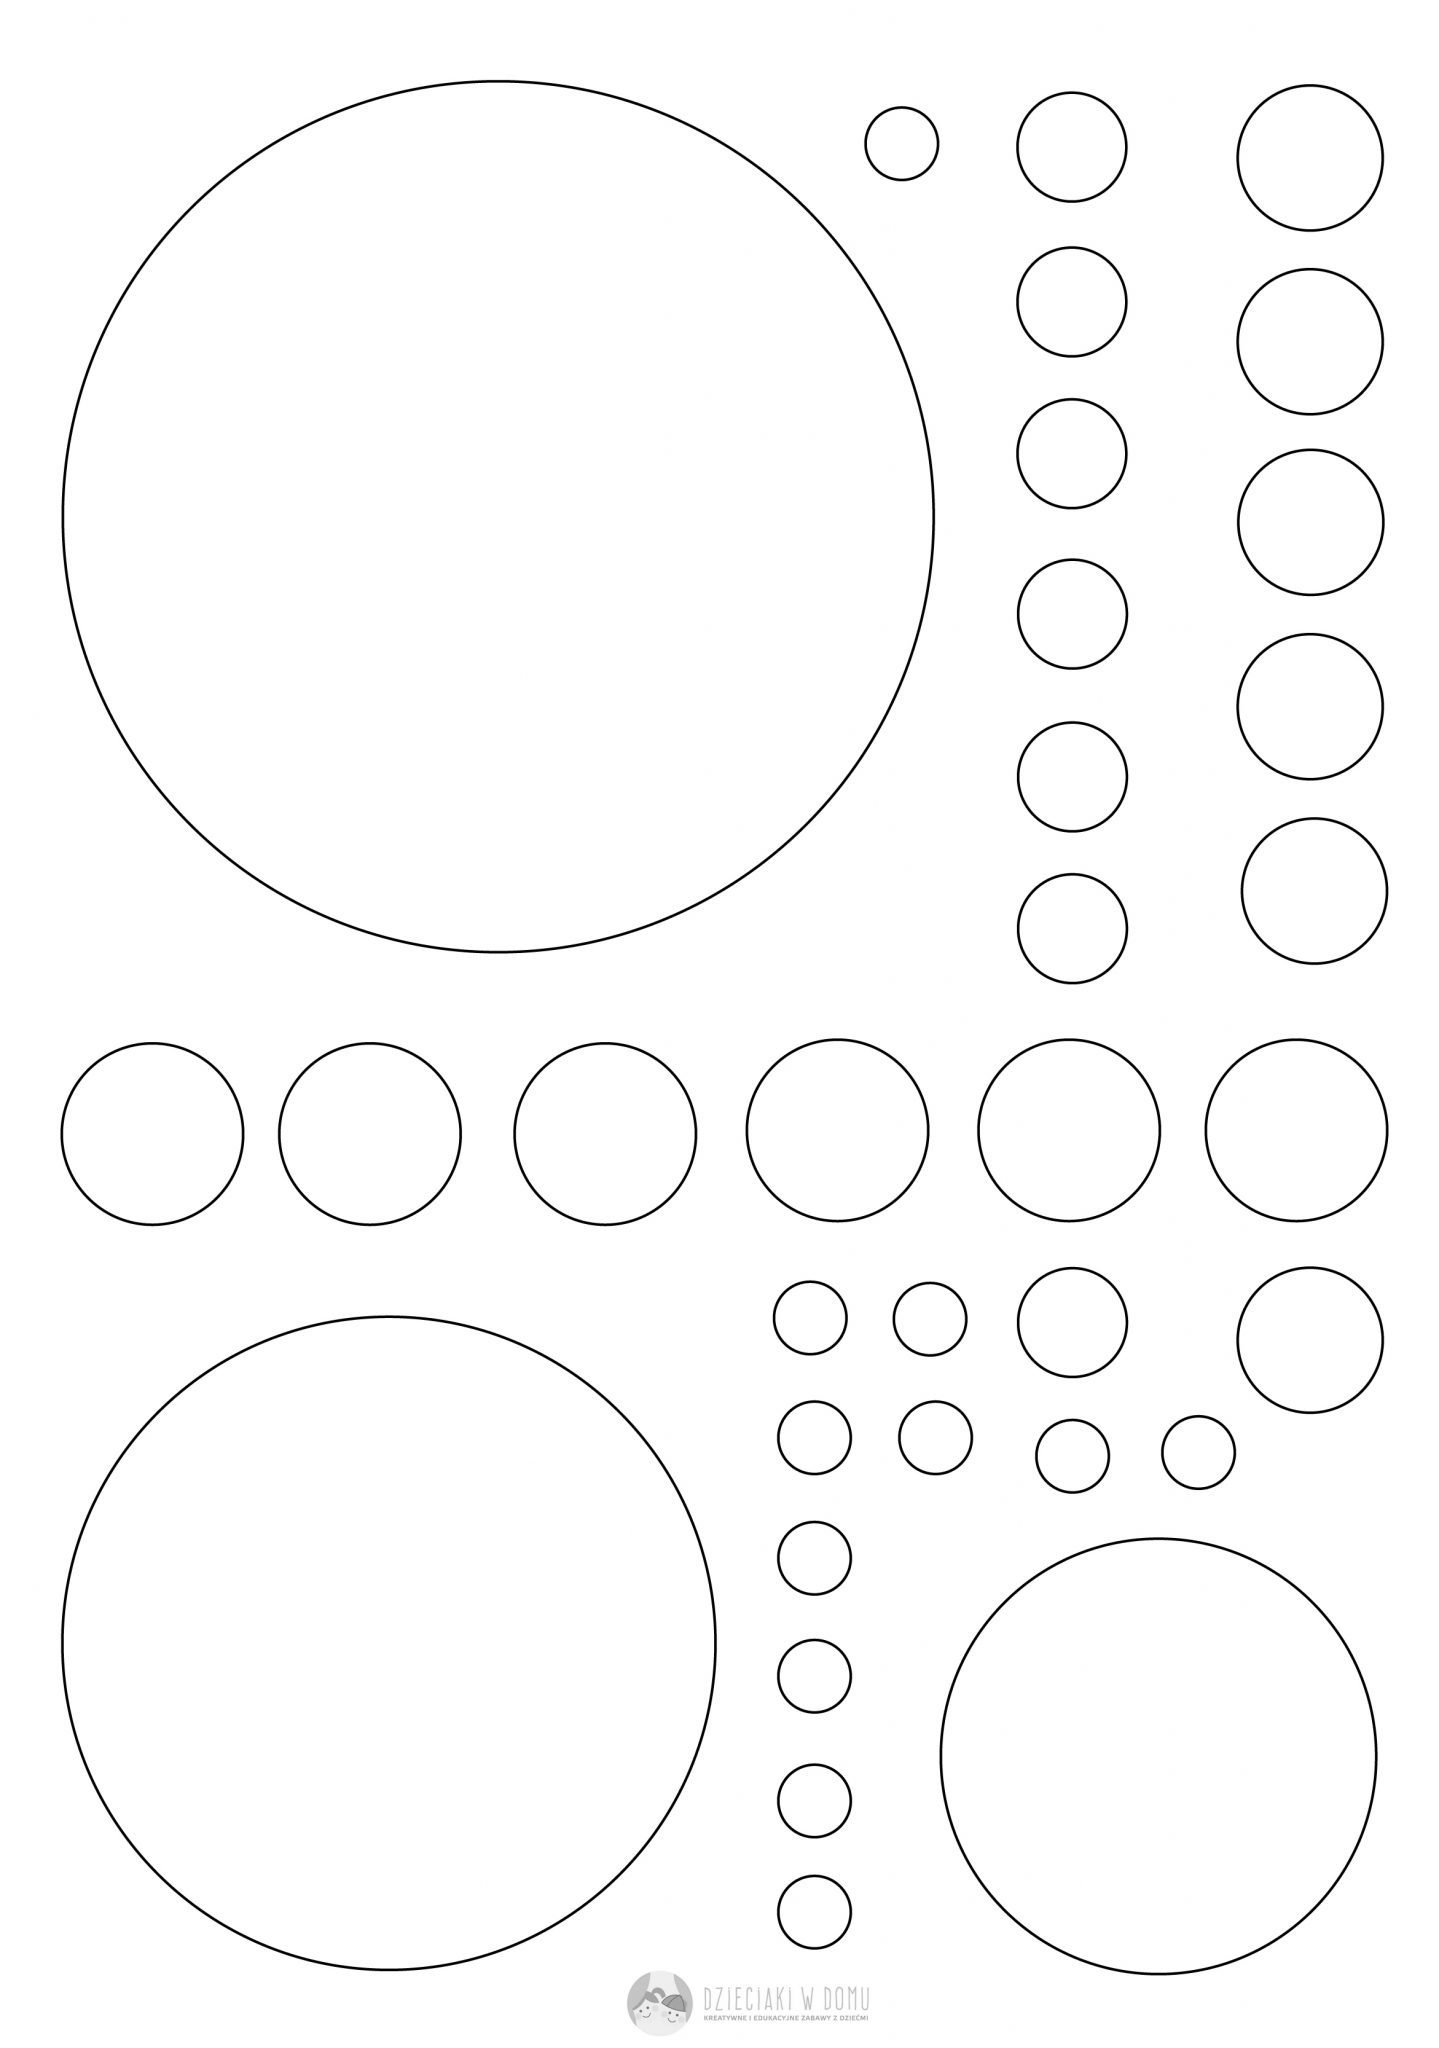 DZIECIAKI W DOMU
KREATYWNE I EDUKACYJNE ZABAWY Z DZIEĆMI